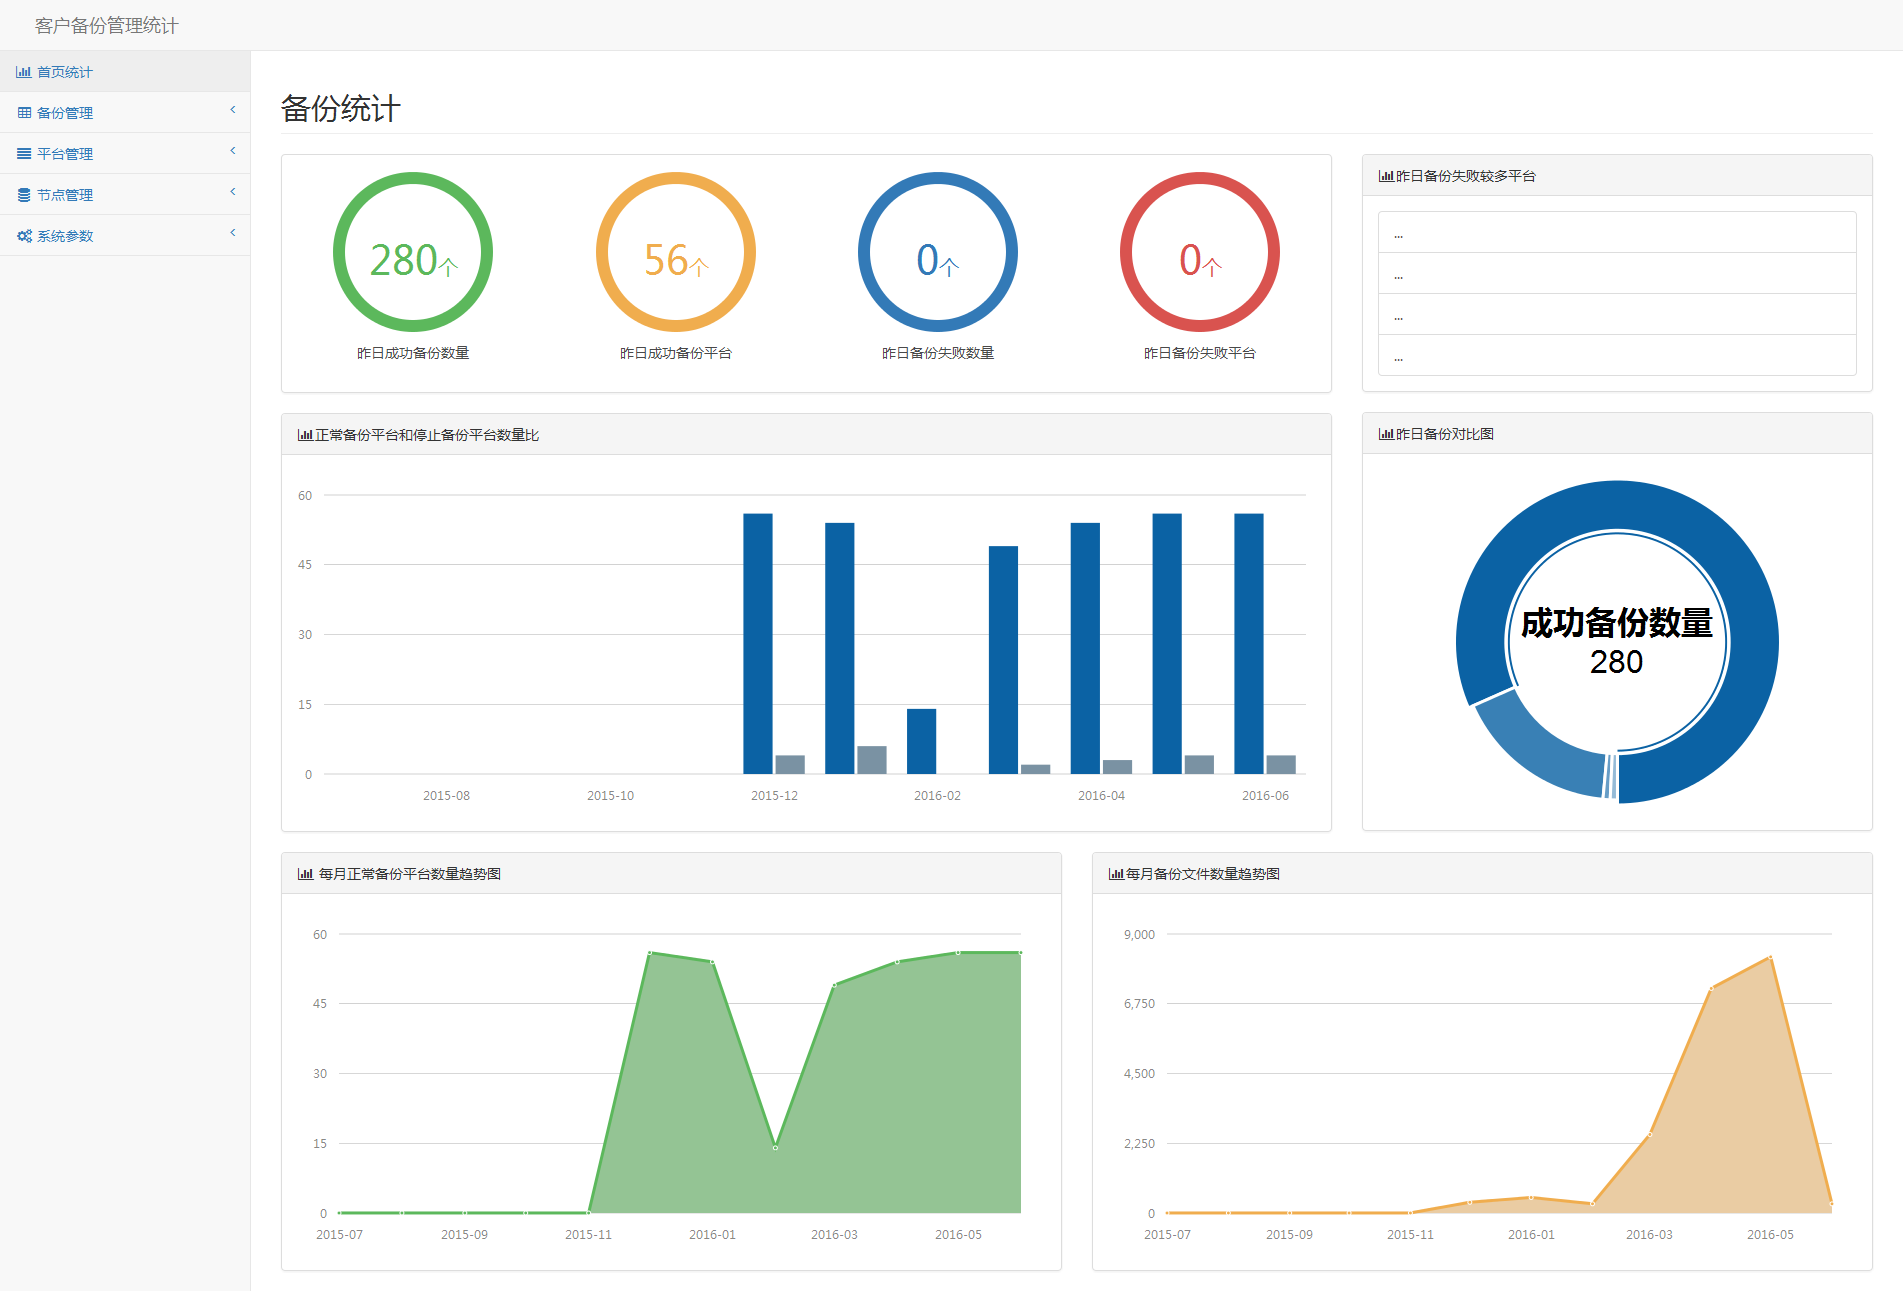 客户备份管理统计
首页统计
备份管理
平台管理
节点管理
系统参数
备份统计
280个
昨日成功备份数量
56个
昨日成功备份平台
0个
昨日备份失败数量
0个
昨日备份失败平台
昨日备份失败较多平台
...
...
...
...
正常备份平台和停止备份平台数量比
60
45
30
15
0
2015-08 2015-10 2015-12 2016-02 2016-04 2016-06
昨日备份对比图
成功备份数量
280
每月正常备份平台数量趋势图
60
45
30
15
0
2015-07 2015-09 2015-11 2016-01 2016-03 2016-05
每月备份文件数量趋势图
9,000
6,750
4,500
2,250
0
2015-07 2015-09 2015-11 2016-01 2016-03 2016-05